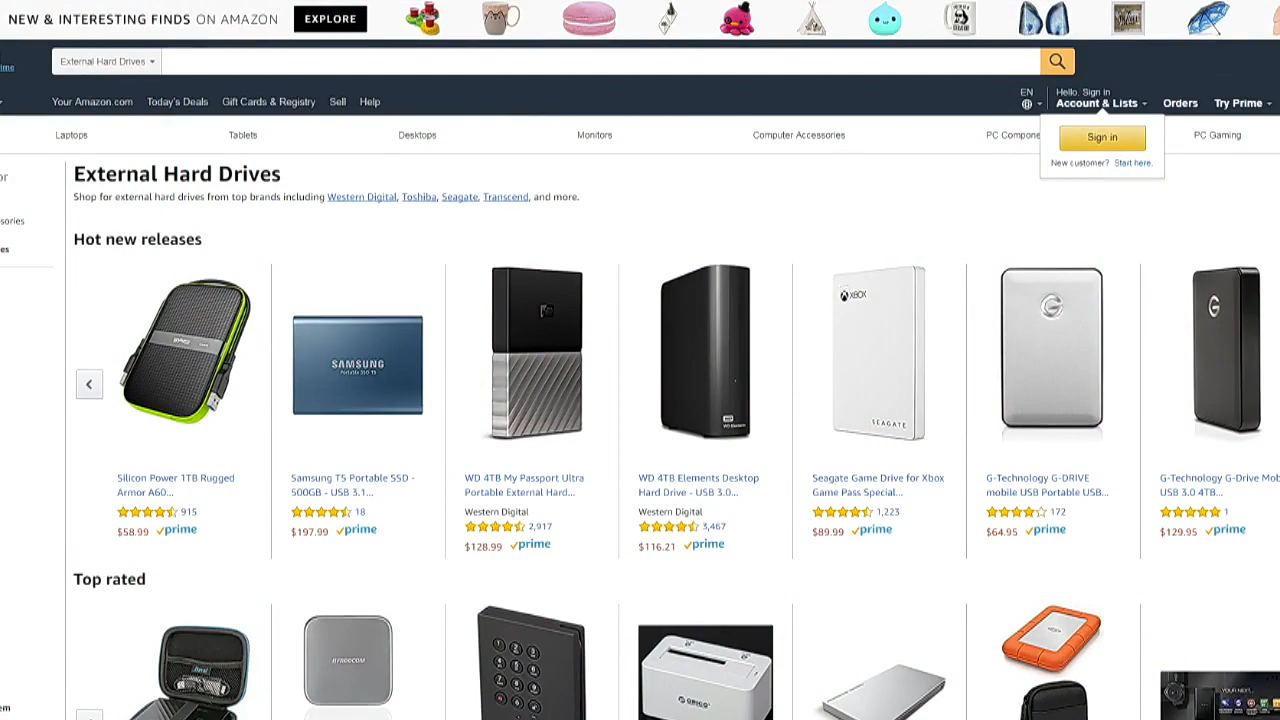 NEW & INTERESTING FINDS ON AMAZON EXPLORE
External Hard Drives
Your Amazon.com Today's Deals Gift Cards & Registry Sell Help
EN
Hello. Sign in
Account & Lists Orders Try Prime
Laptops Tablets Desktops Monitors Computer Accessories PC Compone PC Gaming
Sign in
New customer? Start here.
External Hard Drives
Shop for external hard drives from top brands including Western Digital, Toshiba, Seagate, Transcend, and more.
Hot new releases
SAMSUNG
Portable SSD T5
XBOX
SEAGATE
WD Elements
Silicon Power 1TB Rugged
Armor A60...
915
$58.99 prime
Samsung T5 Portable SSD -
500GB - USB 3.1...
18
$197.99 prime
WD 4TB My Passport Ultra
Portable External Hard...
Western Digital
2,917
$128.99 prime
WD 4TB Elements Desktop
Hard Drive - USB 3.0...
Western Digital
3,467
$116.21 prime
Seagate Game Drive for Xbox
Game Pass Special...
1,223
$89.99 prime
G-Technology G-DRIVE
mobile USB Portable USB...
172
$64.95 prime
G-Technology G-Drive Mob
USB 3.0 4TB...
1
$129.95 prime
Top rated
ORICO
YOUR NEXT...